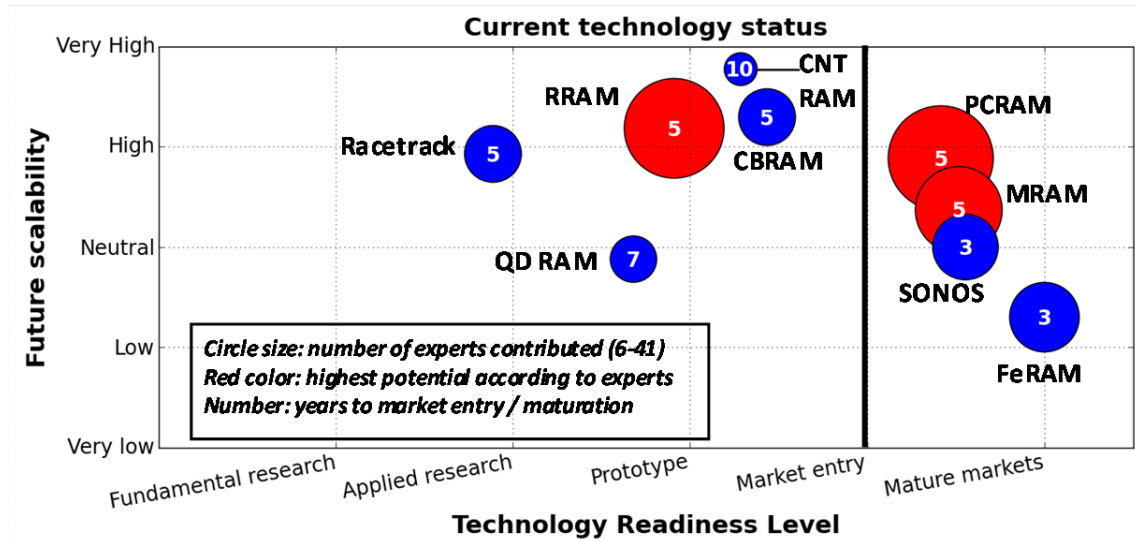 Current technology status
Very High
High
Neutral
Low
Very low
Future scalability
10
CNT
RAM
RRAM
5
5
CBRAM
PCRAM
5
Racetrack
5
MRAM
5
3
SONOS
QD RAM
7
3
FeRAM
Circle size: number of experts contributed (6-41)
Red color: highest potential according to experts
Number: years to market entry / maturation
Fundamental research
Applied research
Prototype
Market entry
Mature markets
Technology Readiness Level